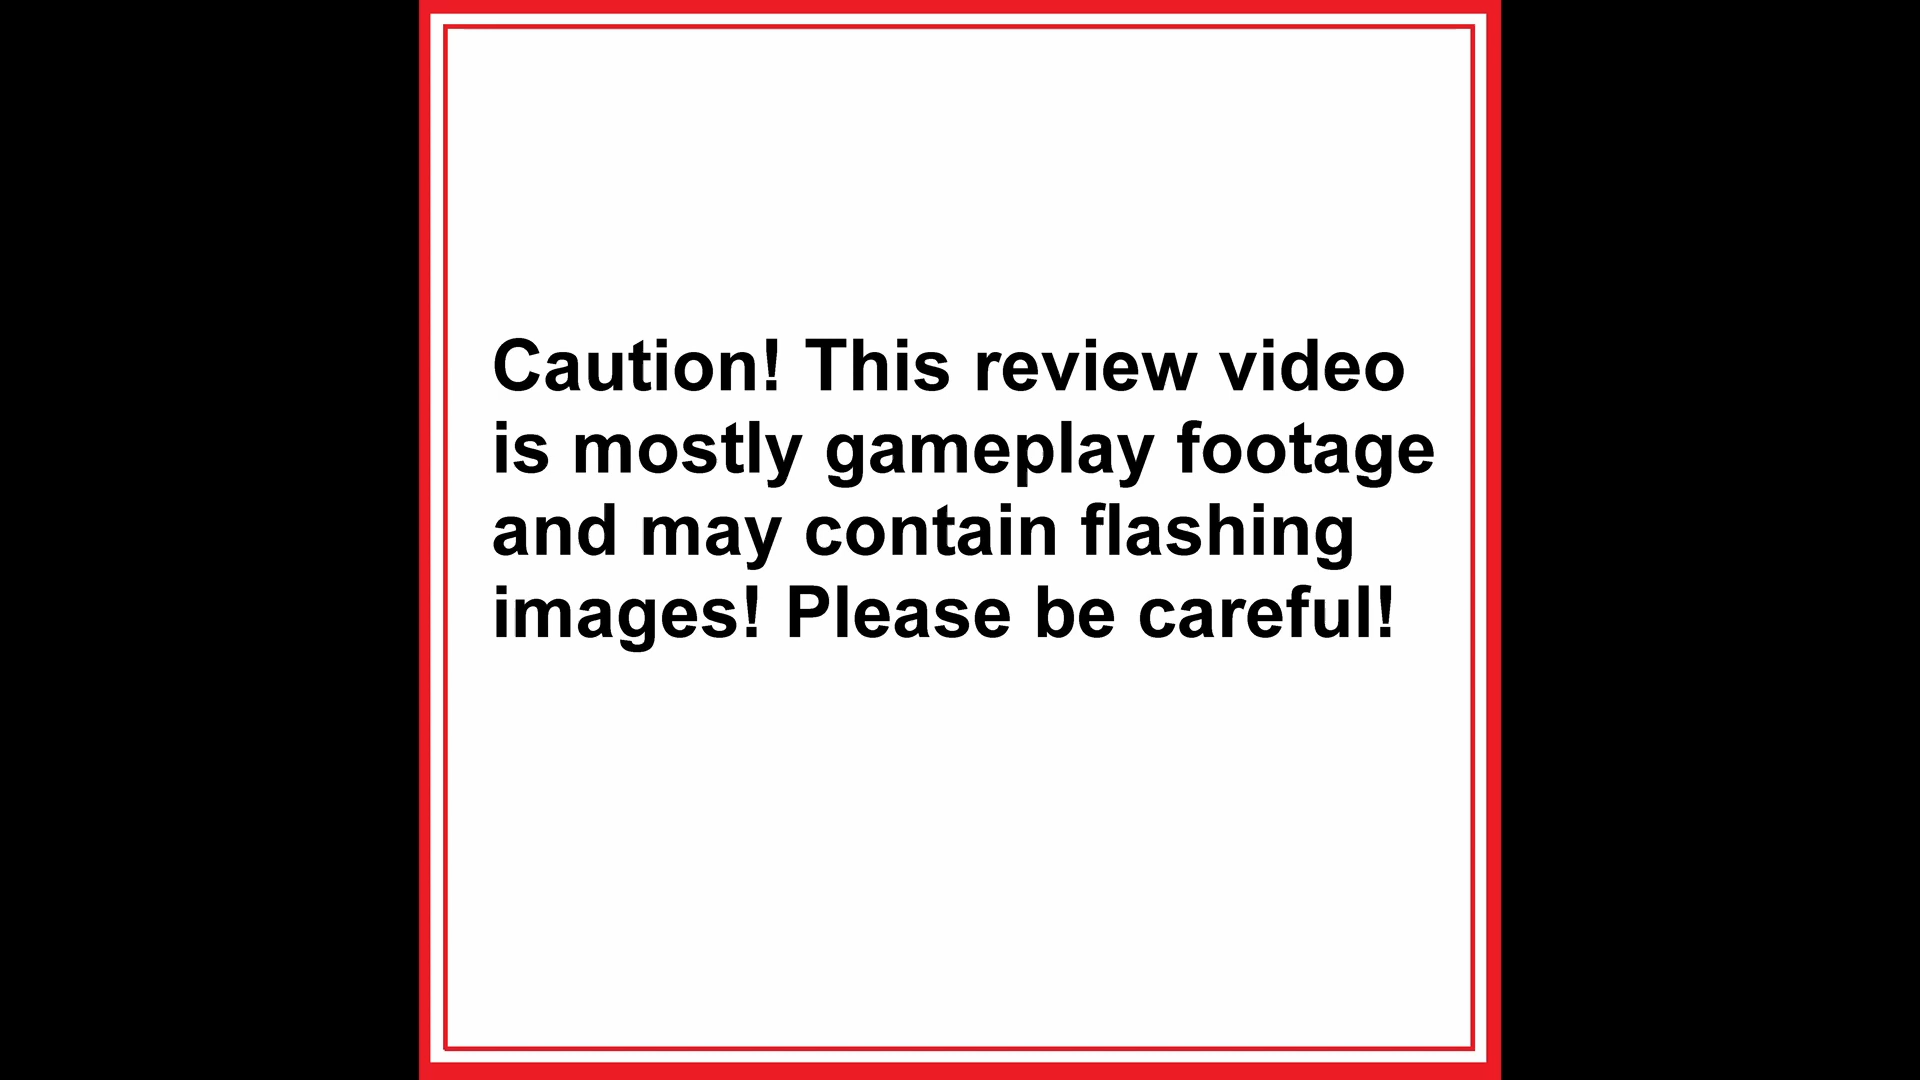 Caution! This review video
is mostly gameplay footage
and may contain flashing
images! Please be careful!